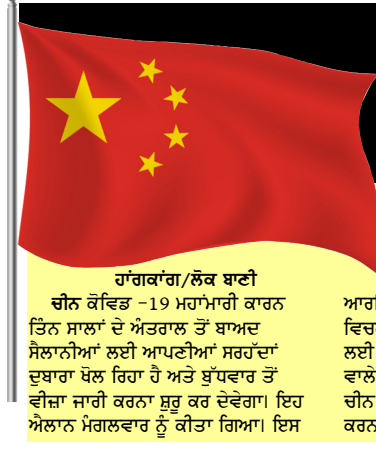 ਹਾਂਗਕਾਂਗ/ਲੋਕ ਬਾਣੀ
ਚੀਨ ਕੋਵਿਡ -19 ਮਹਾਂਮਾਰੀ ਕਾਰਨ
ਤਿੰਨ ਸਾਲਾਂ ਦੇ ਅੰਤਰਾਲ ਤੋਂ ਬਾਅਦ
ਸੈਲਾਨੀਆਂ ਲਈ ਆਪਣੀਆਂ ਸਰਹੱਦਾਂ
ਦੁਬਾਰਾ ਖੋਲ ਰਿਹਾ ਹੈ ਅਤੇ ਬੁੱਧਵਾਰ ਤੋਂ
ਵੀਜ਼ਾ ਜਾਰੀ ਕਰਨਾ ਸ਼ੁਰੂ ਕਰ ਦੇਵੇਗਾ। ਇਹ
ਐਲਾਨ ਮੰਗਲਵਾਰ ਨੂੰ ਕੀਤਾ ਗਿਆ। ਇਸ
ਵਿਚ
ਲਈ
ਵਾਲੇ
ਚੀਨ
ਕਰਨ